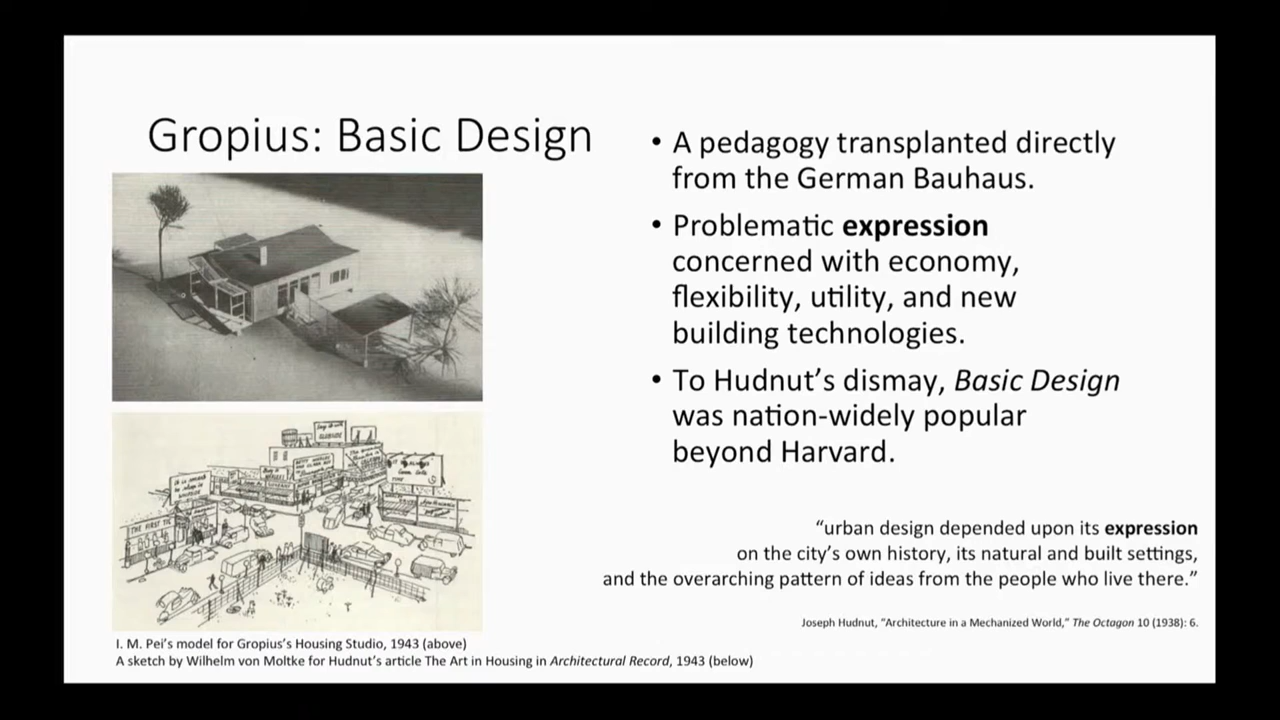 Gropius: Basic Design
• A pedagogy transplanted directly
from the German Bauhaus.
• Problematic expression
concerned with economy,
flexibility, utility, and new
building technologies.
• To Hudnut’s dismay, Basic Design
was nation-widely popular
beyond Harvard.
“urban design depended upon its expression
on the city’s own history, its natural and built settings,
and the overarching pattern of ideas from the people who live there.”
Joseph Hudnut, “Architecture in a Mechanized World,” The Octagon 10 (1938): 6.
I. M. Pei’s model for Gropius’s Housing Studio, 1943 (above)
A sketch by Wilhelm von Moltke for Hudnut’s article The Art in Housing in Architectural Record, 1943 (below)